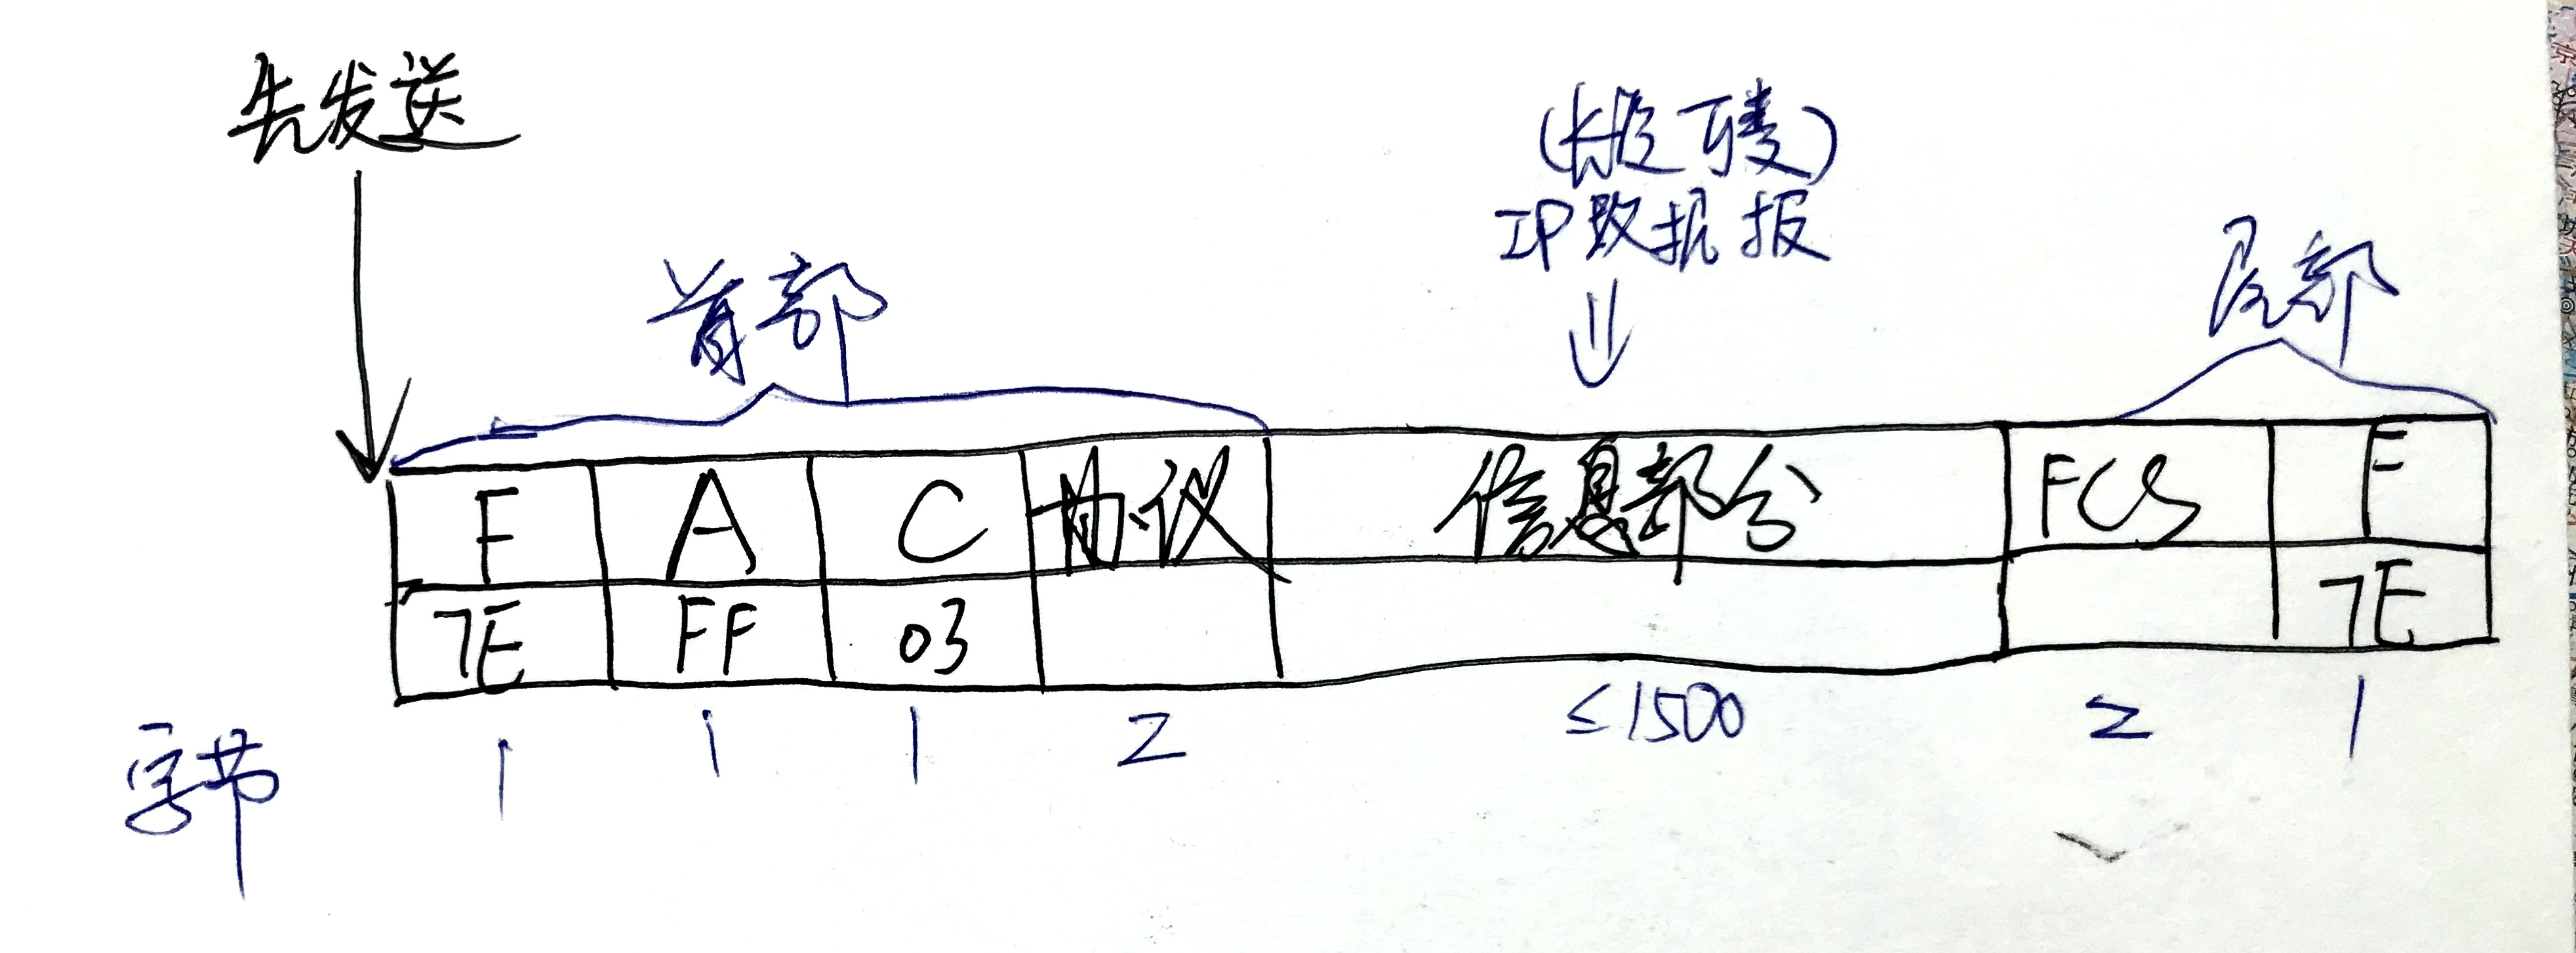 先发送
(长度可变)
IP数据报
首部
尾部
F A C 协议 信息部分 FCS F
7E FF 03 7E
字节 1 1 1 2 ≤1500 2 1